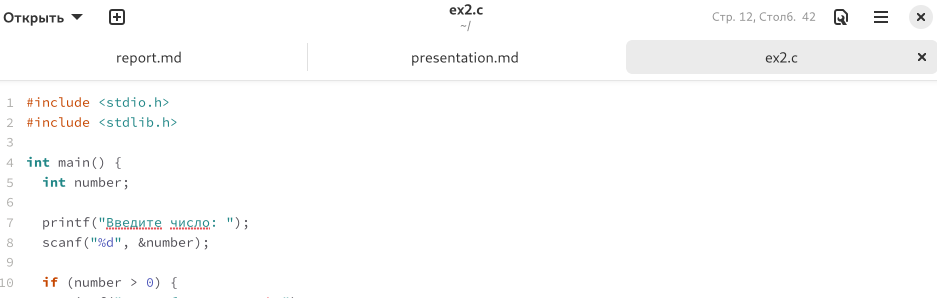 Открыть
ex2.c
~/
Стр. 12, Столб. 42
report.md
presentation.md
ex2.c
1 #include <stdio.h>
2 #include <stdlib.h>
3
4 int main() {
5 int number;
6
7 printf("Введите число: ");
8 scanf("%d", &number);
9
10 if (number > 0) {